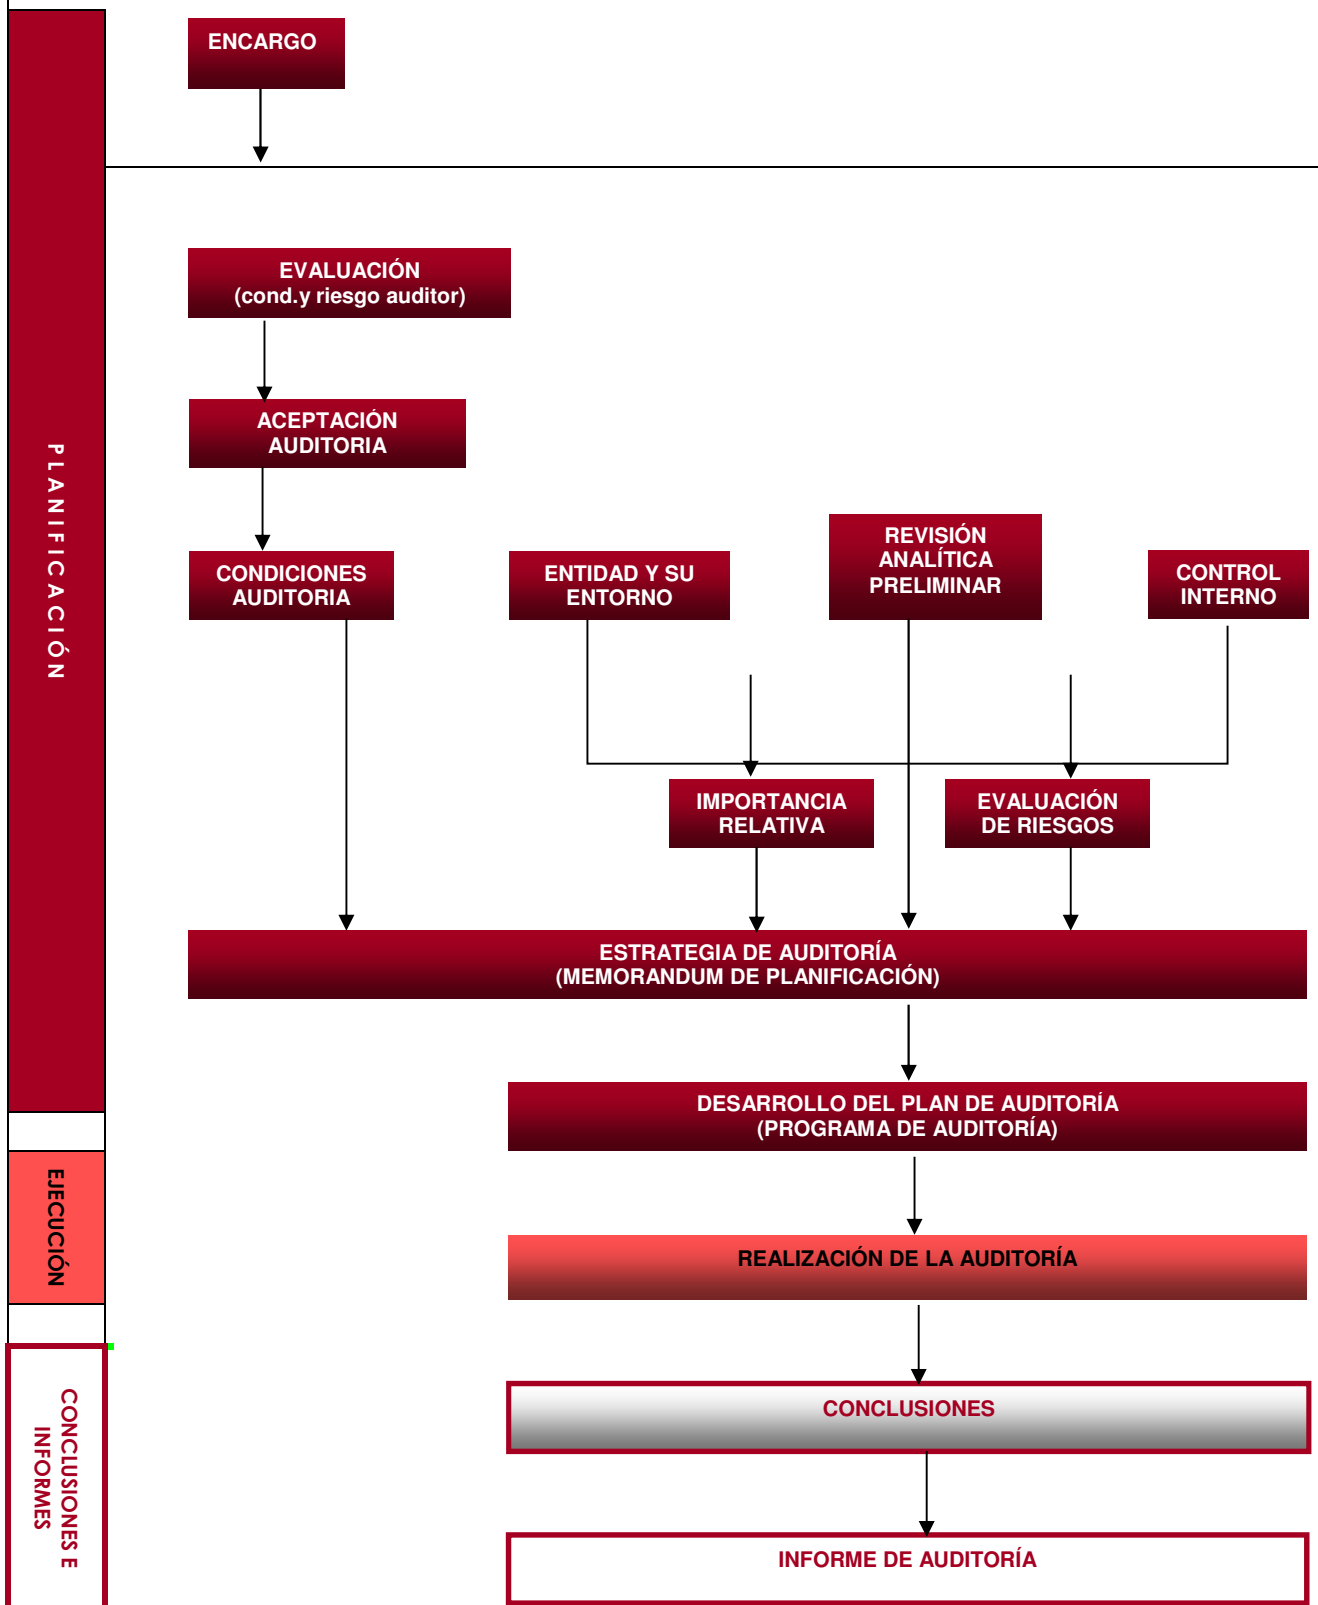 ENCARGO
PLANIFICACIÓN
EVALUACIÓN
(cond.y riesgo auditor)
ACEPTACIÓN
AUDITORIA
CONDICIONES
AUDITORIA
ENTIDAD Y SU
ENTORNO
REVISIÓN
ANALÍTICA
PRELIMINAR
CONTROL
INTERNO
IMPORTANCIA
RELATIVA
EVALUACIÓN
DE RIESGOS
ESTRATEGIA DE AUDITORÍA
(MEMORANDUM DE PLANIFICACIÓN)
DESARROLLO DEL PLAN DE AUDITORÍA
(PROGRAMA DE AUDITORÍA)
EJECUCIÓN
REALIZACIÓN DE LA AUDITORÍA
CONCLUSIONES E
INFORMES
CONCLUSIONES
INFORME DE AUDITORÍA